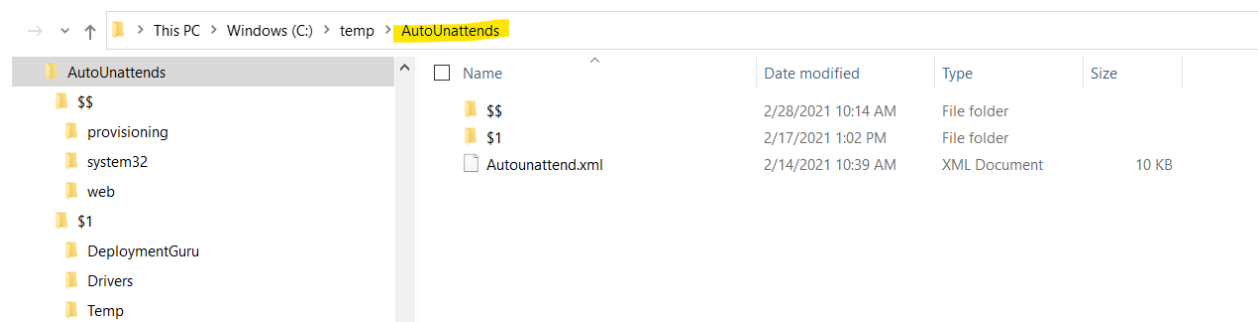 This PC > Windows (C:) > temp > AutoUnattends
AutoUnattends
$$
provisioning
system32
web
$1
DeploymentGuru
Drivers
Temp
Name Date modified Type Size
$$ 2/28/2021 10:14 AM File folder
$1 2/17/2021 1:02 PM File folder
Autounattend.xml 2/14/2021 10:39 AM XML Document 10 KB